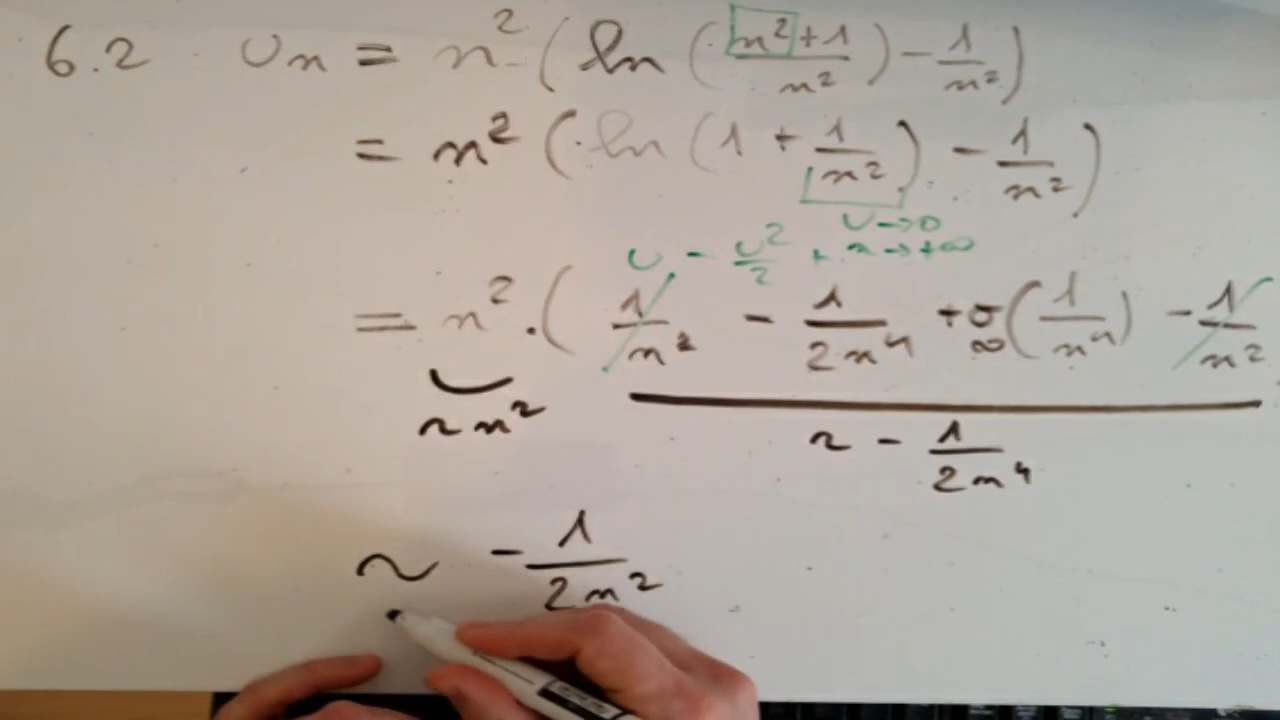 6.2 Un = n² (ln (n²+1/n²) - 1/n²)
= n² (ln (1 + 1/n²) - 1/n²)
U → 0
U - U²/2 + n → +∞
= n² . (1/n² - 1/2n⁴ + o(1/n⁴) - 1/n²
∞
~ n² ~ - 1/2n⁴
~ - 1/2n²